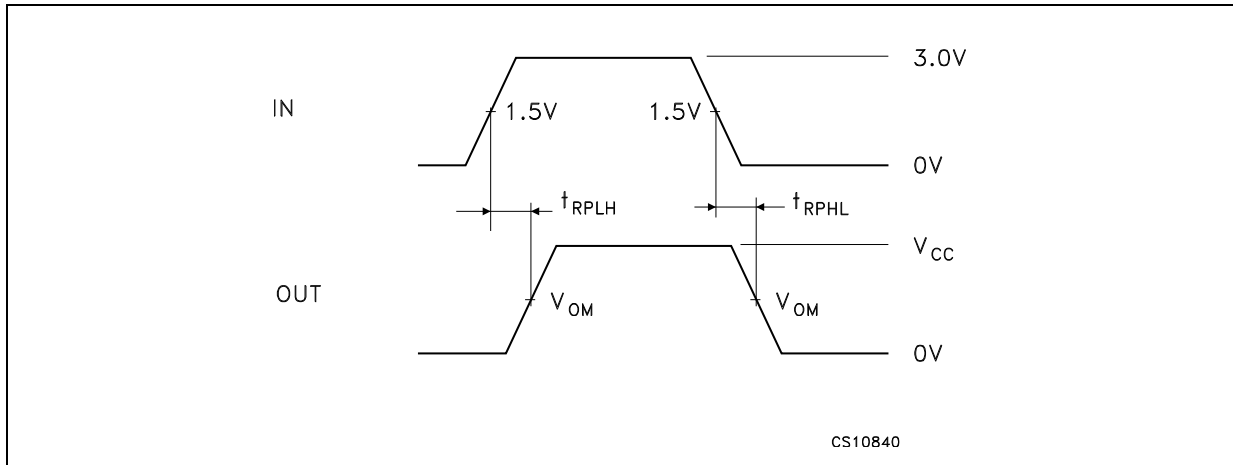 3.0V
IN
1.5V
1.5V
0V
tRPLH
tRPHL
VCC
OUT
VOM
VOM
0V
CS10840